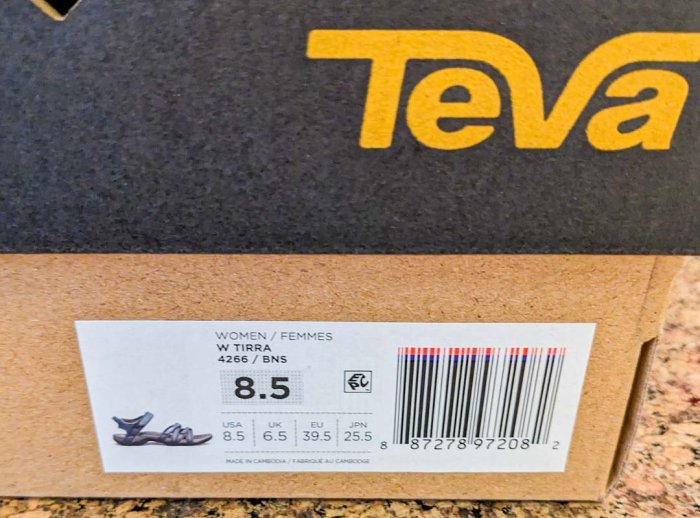 Teva
WOMEN / FEMMES
W TIRRA
4266 / BNS
8.5
USA UK EU JPN
8.5 6.5 39.5 25.5
MADE IN CAMBODIA / FABRIQUÉ AU CAMBODGE
8 87278 97208 2